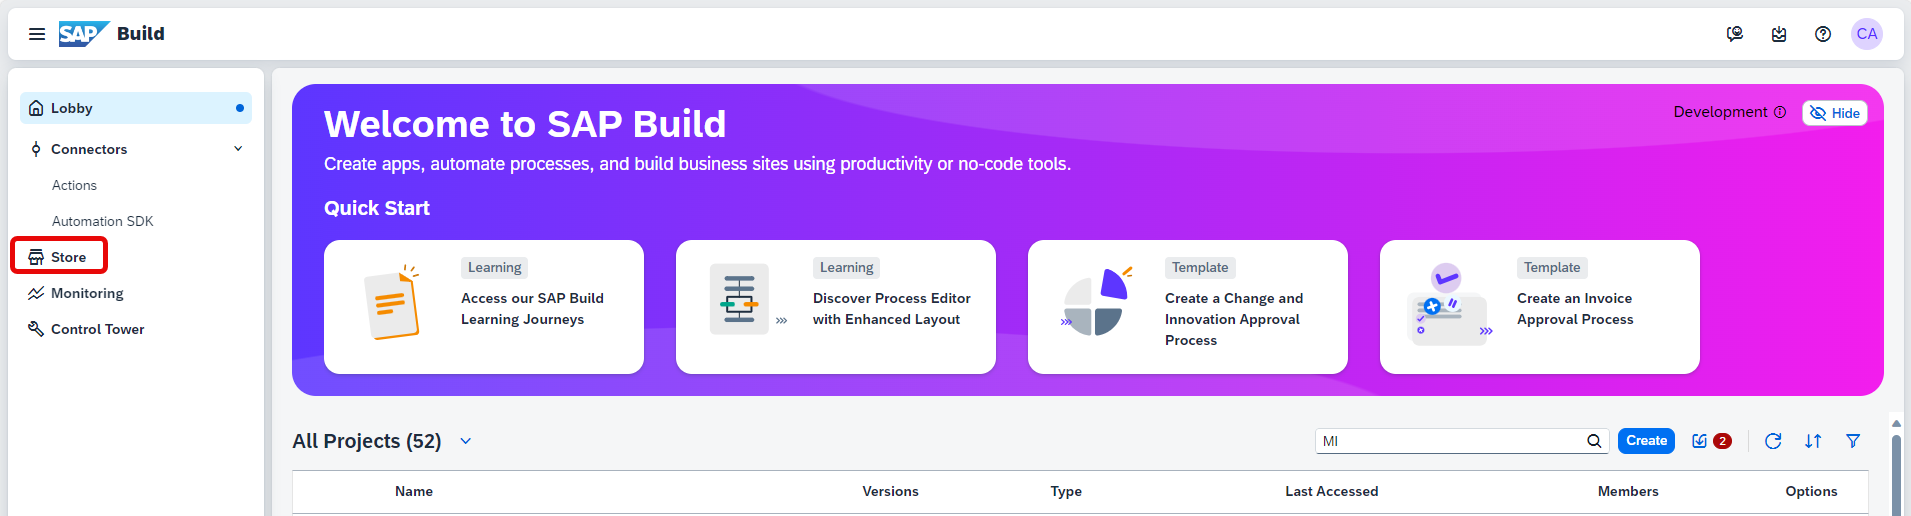 SAP Build
CA
Lobby
Connectors
Actions
Automation SDK
Store
Monitoring
Control Tower
Welcome to SAP Build
Development
Hide
Create apps, automate processes, and build business sites using productivity or no-code tools.
Quick Start
Learning
Access our SAP Build
Learning Journeys
Learning
Discover Process Editor
with Enhanced Layout
Template
Create a Change and
Innovation Approval
Process
Template
Create an Invoice
Approval Process
All Projects (52)
MI
Create
2
Name Versions Type Last Accessed Members Options